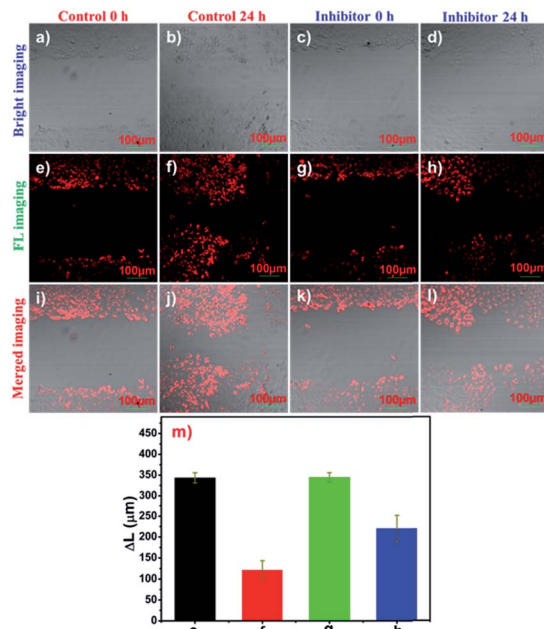 Control 0 h Control 24 h Inhibitor 0 h Inhibitor 24 h
Bright imaging
a) b) c) d)
100μm 100μm 100μm 100μm
FL imaging
e) f) g) h)
100μm 100μm 100μm 100μm
Merged imaging
i) j) k) l)
100μm 100μm 100μm 100μm
m)
ΔL (μm)
450
400
350
300
250
200
150
100
50
0
e f g h